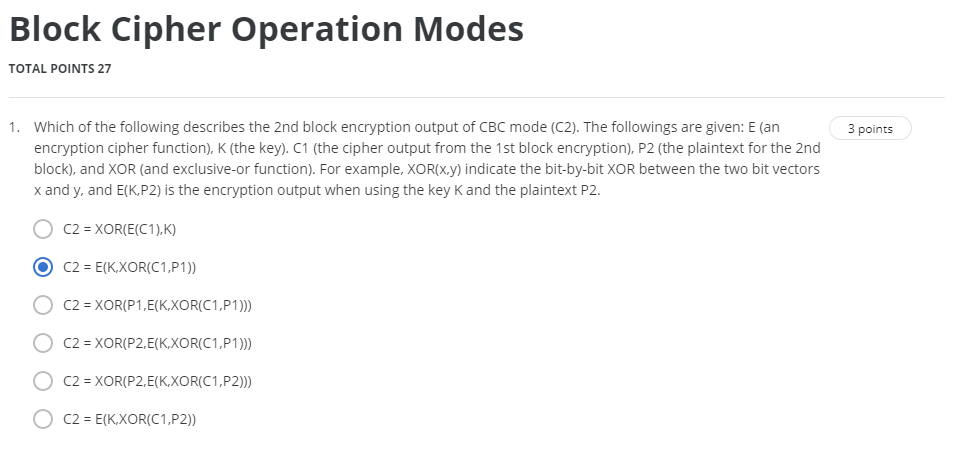 Block Cipher Operation Modes
TOTAL POINTS 27
1. Which of the following describes the 2nd block encryption output of CBC mode (C2). The followings are given: E (an
3 points
encryption cipher function), K (the key). C1 (the cipher output from the 1st block encryption), P2 (the plaintext for the 2nd
block), and XOR (and exclusive-or function). For example, XOR(x,y) indicate the bit-by-bit XOR between the two bit vectors
x and y, and E(K,P2) is the encryption output when using the key K and the plaintext P2.
C2 = XOR(E(C1),K)
C2 = E(K,XOR(C1,P1))
C2 = XOR(P1,E(K,XOR(C1,P1)))
C2 = XOR(P2,E(K,XOR(C1,P1)))
C2 = XOR(P2,E(K,XOR(C1,P2)))
C2 = E(K,XOR(C1,P2))